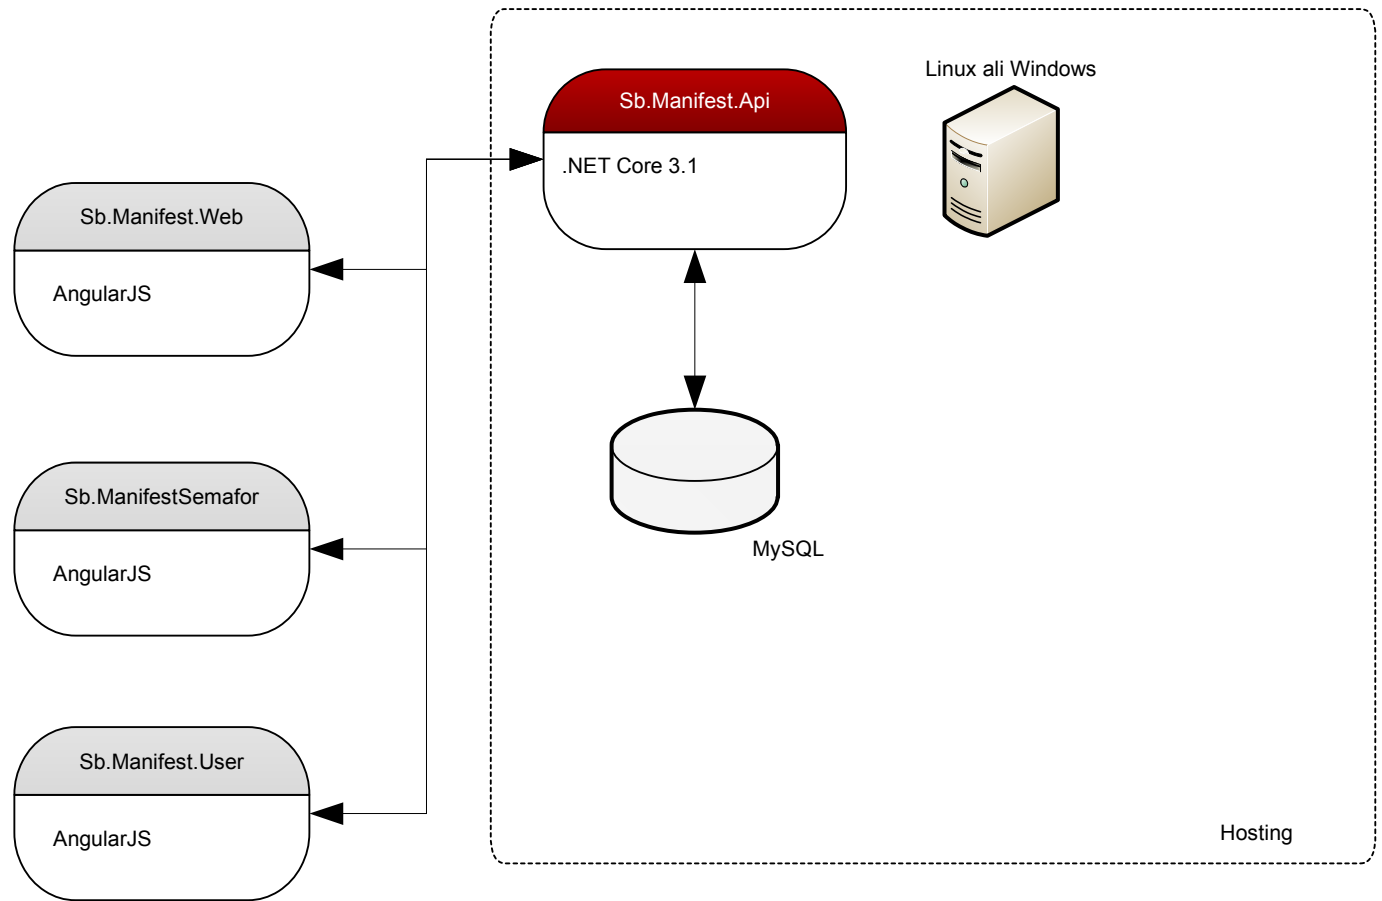 Linux ali Windows
Sb.Manifest.Api
.NET Core 3.1
Sb.Manifest.Web
AngularJS
Sb.ManifestSemafor
AngularJS
MySQL
Sb.Manifest.User
AngularJS
Hosting